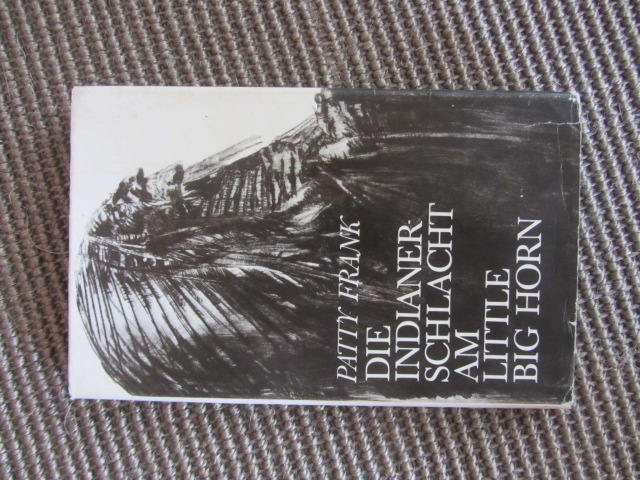 PATTY FRANK
DIE
INDIANER-
SCHLACHT
AM
LITTLE
BIG HORN